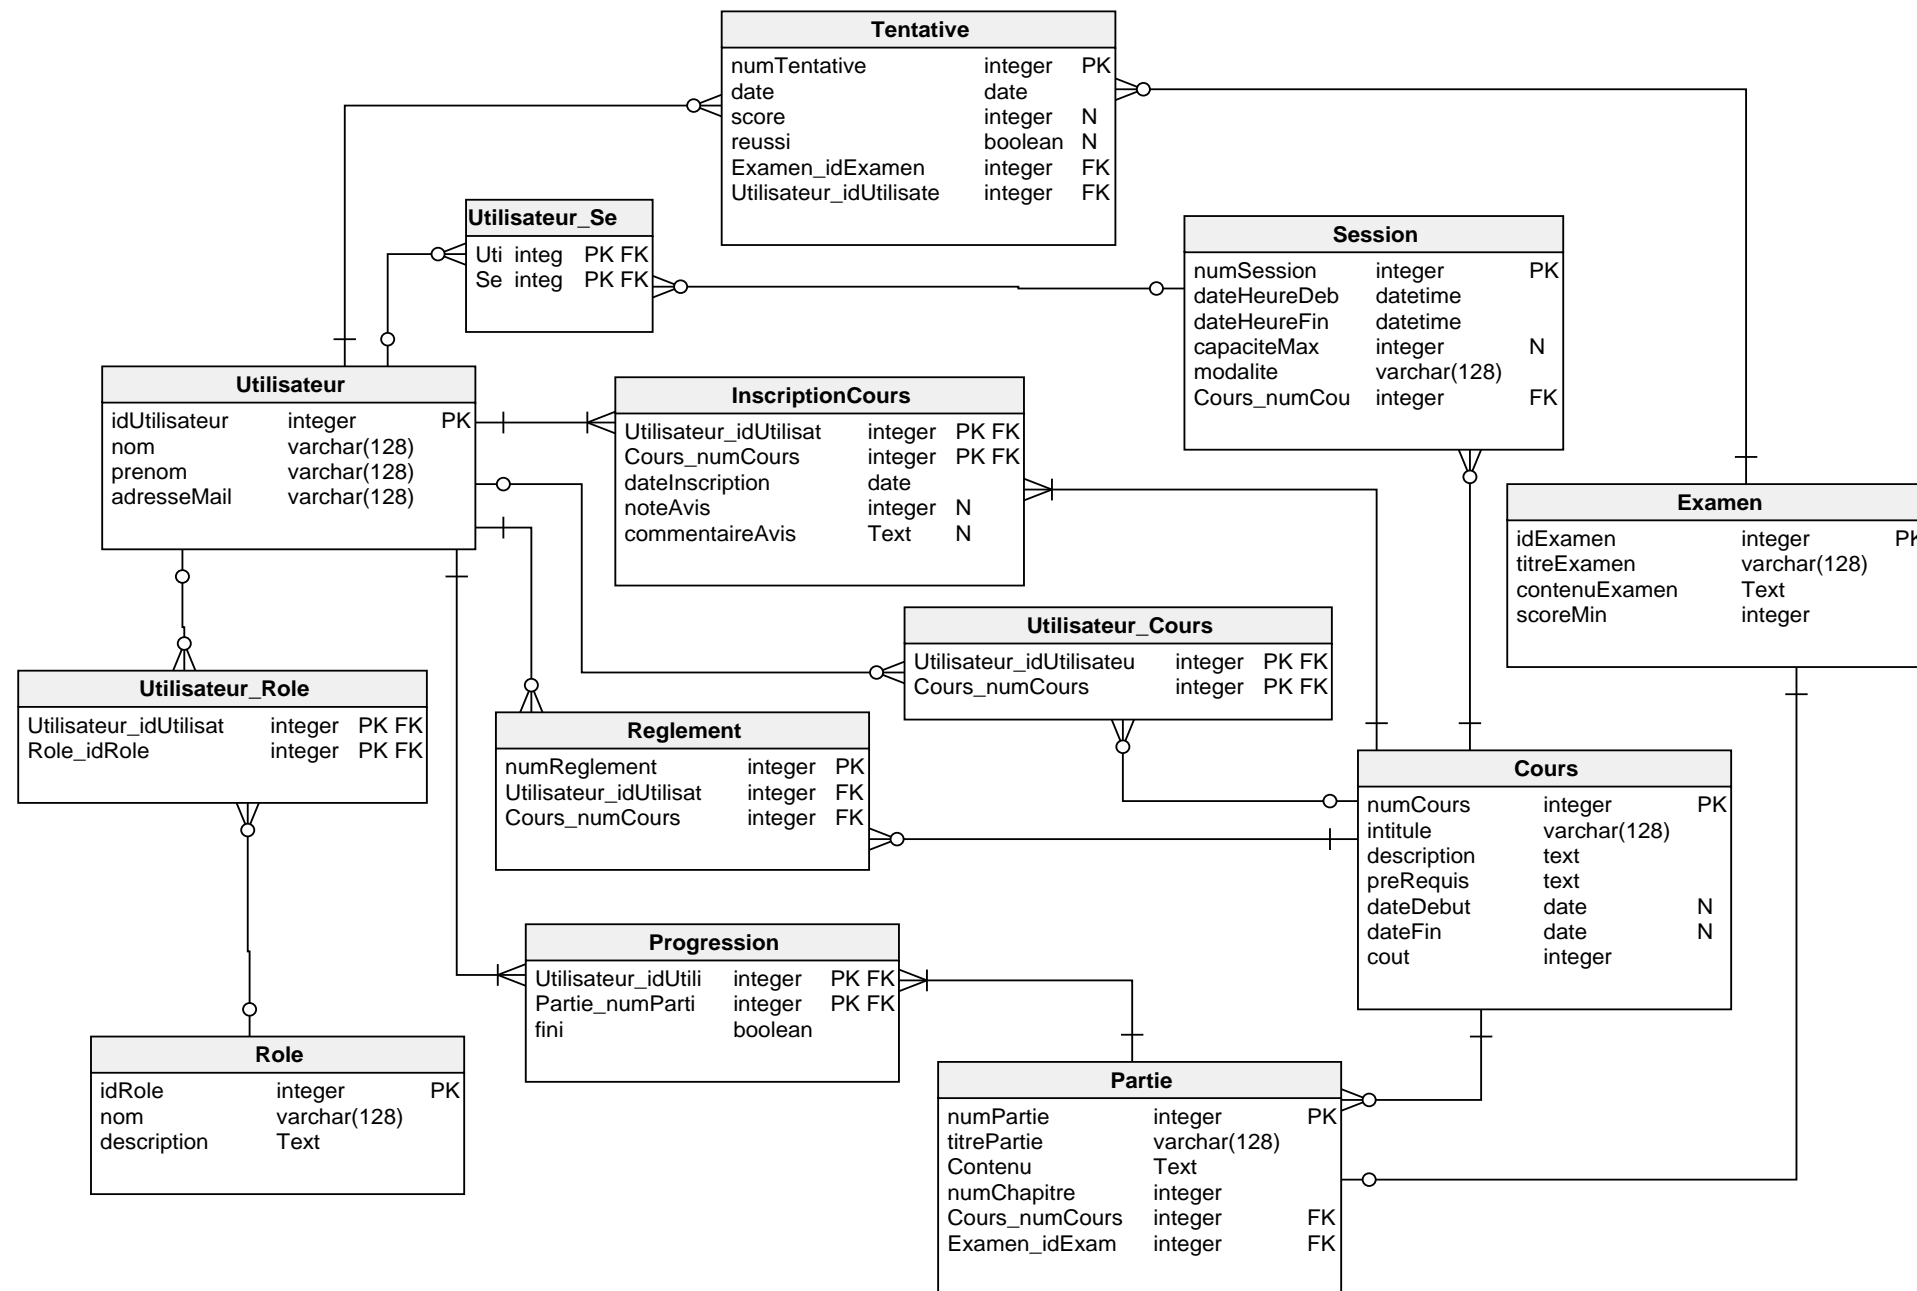 Tentative
numTentative integer PK
date date
score integer N
reussi boolean N
Examen_idExamen integer FK
Utilisateur_idUtilisate integer FK
Utilisateur_Se
Uti integ PK FK
Se integ PK FK
Session
numSession integer PK
dateHeureDeb datetime
dateHeureFin datetime
capaciteMax integer N
modalite varchar(128)
Cours_numCou integer FK
Utilisateur
idUtilisateur integer PK
nom varchar(128)
prenom varchar(128)
adresseMail varchar(128)
InscriptionCours
Utilisateur_idUtilisat integer PK FK
Cours_numCours integer PK FK
dateInscription date
noteAvis integer N
commentaireAvis Text N
Examen
idExamen integer PK
titreExamen varchar(128)
contenuExamen Text
scoreMin integer
Utilisateur_Cours
Utilisateur_idUtilisateu integer PK FK
Cours_numCours integer PK FK
Utilisateur_Role
Utilisateur_idUtilisat integer PK FK
Role_idRole integer PK FK
Reglement
numReglement integer PK
Utilisateur_idUtilisat integer FK
Cours_numCours integer FK
Cours
numCours integer PK
intitule varchar(128)
description text
preRequis text
dateDebut date N
dateFin date N
cout integer
Progression
Utilisateur_idUtili integer PK FK
Partie_numParti integer PK FK
fini boolean
Role
idRole integer PK
nom varchar(128)
description Text
Partie
numPartie integer PK
titrePartie varchar(128)
Contenu Text
numChapitre integer
Cours_numCours integer FK
Examen_idExam integer FK